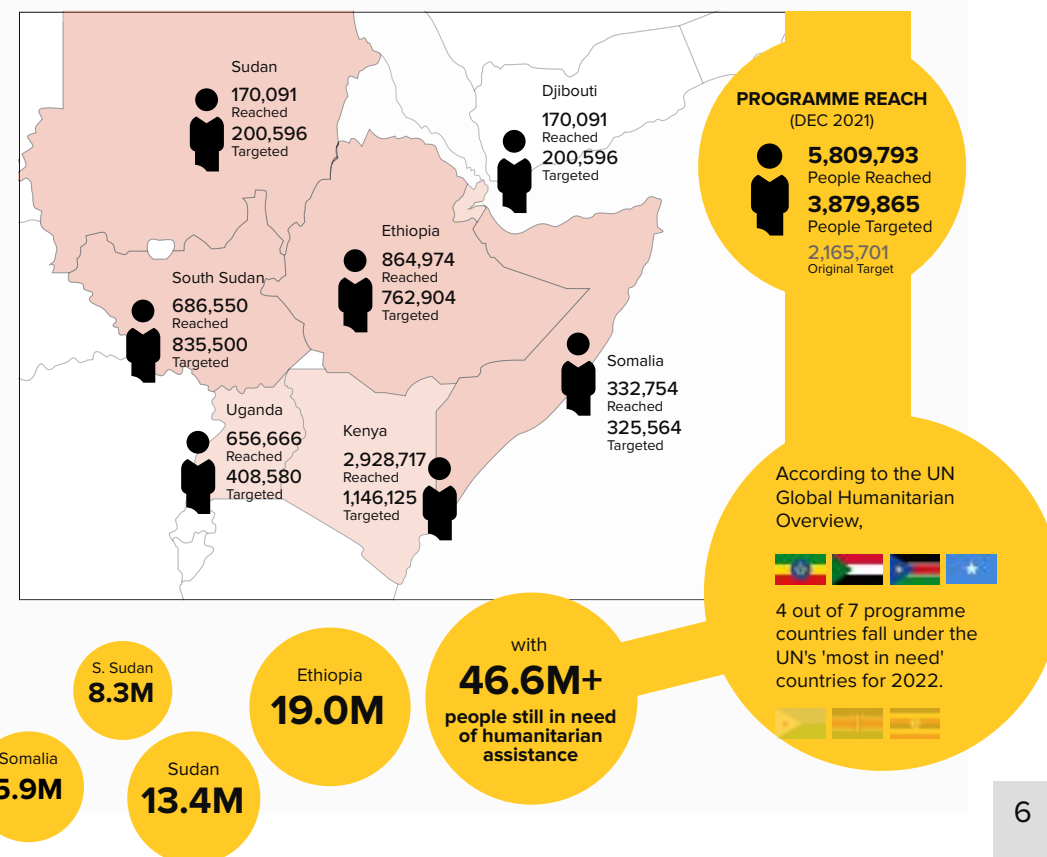 Sudan
170,091
Reached
200,596
Targeted
Djibouti
170,091
Reached
200,596
Targeted
Ethiopia
864,974
Reached
762,904
Targeted
South Sudan
686,550
Reached
835,500
Targeted
Somalia
332,754
Reached
325,564
Targeted
Uganda
656,666
Reached
408,580
Targeted
Kenya
2,928,717
Reached
1,146,125
Targeted
PROGRAMME REACH
(DEC 2021)
5,809,793
People Reached
3,879,865
People Targeted
2,165,701
Original Target
According to the UN
Global Humanitarian
Overview,
4 out of 7 programme
countries fall under the
UN's 'most in need'
countries for 2022.
with
46.6M+
people still in need
of humanitarian
assistance
Ethiopia
19.0M
S. Sudan
8.3M
Sudan
13.4M
Somalia
5.9M
6